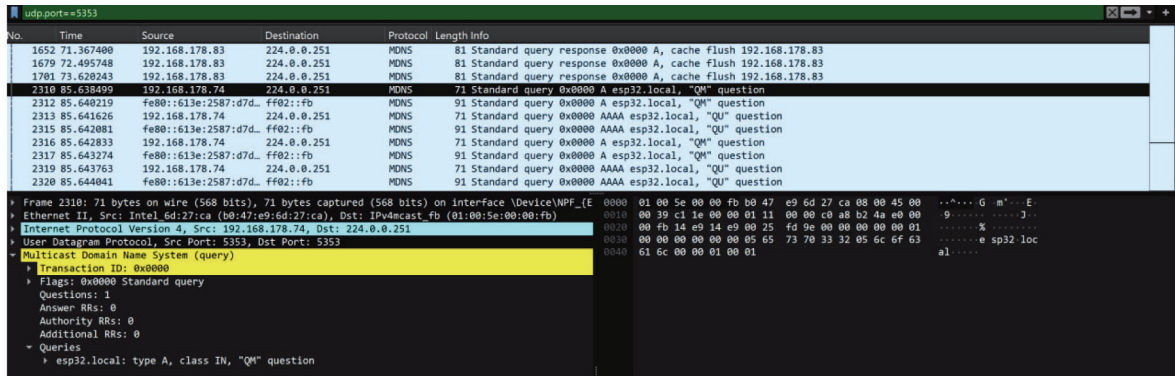 udp.port==5353
No. Time Source Destination Protocol Length Info
1652 71.367400 192.168.178.83 224.0.0.251 MDNS 81 Standard query response 0x0000 A, cache flush 192.168.178.83
1679 72.495748 192.168.178.83 224.0.0.251 MDNS 81 Standard query response 0x0000 A, cache flush 192.168.178.83
1701 73.620243 192.168.178.83 224.0.0.251 MDNS 81 Standard query response 0x0000 A, cache flush 192.168.178.83
2310 85.638499 192.168.178.74 224.0.0.251 MDNS 71 Standard query 0x0000 A esp32.local, "QM" question
2312 85.640219 fe80::613e:2587:d7d… ff02::fb MDNS 91 Standard query 0x0000 A esp32.local, "QM" question
2313 85.641626 192.168.178.74 224.0.0.251 MDNS 71 Standard query 0x0000 AAAA esp32.local, "QU" question
2315 85.642081 fe80::613e:2587:d7d… ff02::fb MDNS 91 Standard query 0x0000 AAAA esp32.local, "QU" question
2316 85.642833 192.168.178.74 224.0.0.251 MDNS 71 Standard query 0x0000 A esp32.local, "QM" question
2317 85.643274 fe80::613e:2587:d7d… ff02::fb MDNS 91 Standard query 0x0000 A esp32.local, "QM" question
2319 85.643763 192.168.178.74 224.0.0.251 MDNS 71 Standard query 0x0000 AAAA esp32.local, "QU" question
2320 85.644041 fe80::613e:2587:d7d… ff02::fb MDNS 91 Standard query 0x0000 AAAA esp32.local, "QU" question
Frame 2310: 71 bytes on wire (568 bits), 71 bytes captured (568 bits) on interface \Device\NPF_{E
Ethernet II, Src: Intel_6d:27:ca (b0:47:e9:6d:27:ca), Dst: IPv4mcast_fb (01:00:5e:00:00:fb)
Internet Protocol Version 4, Src: 192.168.178.74, Dst: 224.0.0.251
User Datagram Protocol, Src Port: 5353, Dst Port: 5353
Multicast Domain Name System (query)
Transaction ID: 0x0000
Flags: 0x0000 Standard query
Questions: 1
Answer RRs: 0
Authority RRs: 0
Additional RRs: 0
Queries
esp32.local: type A, class IN, "QM" question
0000 01 00 5e 00 00 fb b0 47 e9 6d 27 ca 08 00 45 00 ··^····G ·m'···E·
0010 00 39 c1 1e 00 00 01 11 00 00 c0 a8 b2 4a e0 00 ·9······ ·····J··
0020 00 fb 14 e9 14 e9 00 25 fd 9e 00 00 00 00 00 01 ·······% ········
0030 00 00 00 00 00 00 05 65 73 70 33 32 05 6c 6f 63 ·······e sp32·loc
0040 61 6c 00 00 01 00 01 al·····